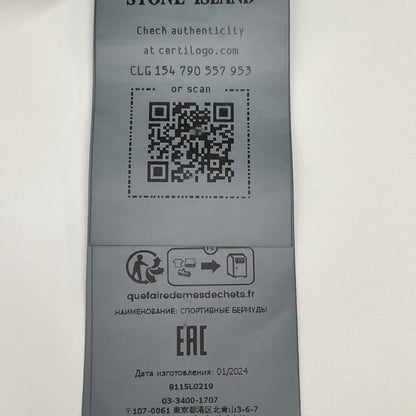 STONE ISLAND
Check authenticity
at certilogo.com
CLG 154 790 557 953
or scan
FR
quefairedemesdechets.fr
НАИМЕНОВАНИЕ: СПОРТИВНЫЕ БЕРМУДЫ
EAC
Дата изготовления: 01/2024
8115L0219
03-3400-1707
〒107-0061 東京都港区北青山3-6-7